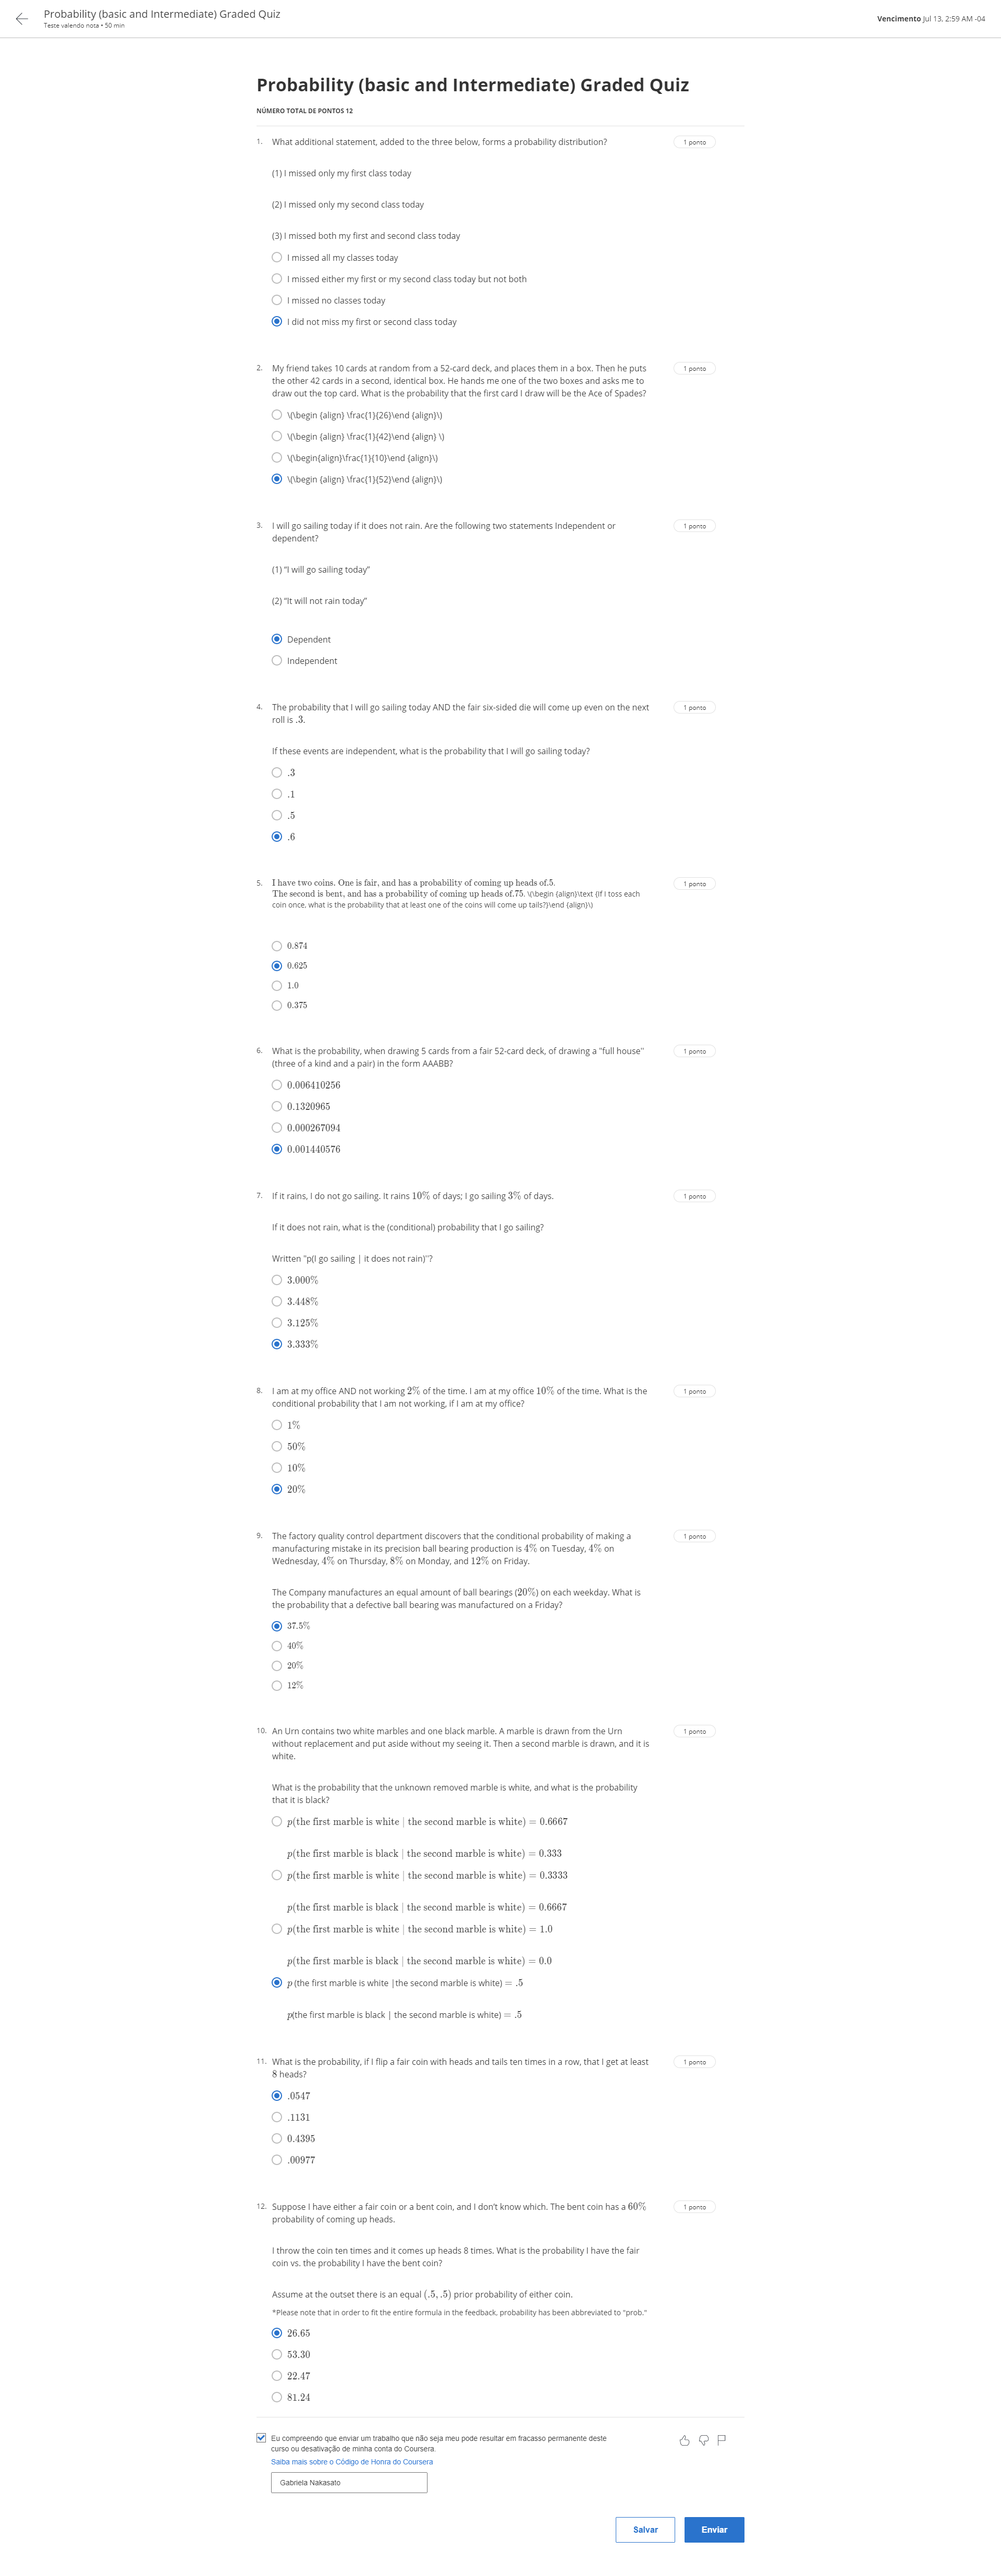 Probability (basic and Intermediate) Graded Quiz
Teste valendo nota • 50 min
Vencimento Jul 13, 2:59 AM -04
Probability (basic and Intermediate) Graded Quiz
NÚMERO TOTAL DE PONTOS 12
1. What additional statement, added to the three below, forms a probability distribution?
1 ponto
(1) I missed only my first class today
(2) I missed only my second class today
(3) I missed both my first and second class today
I missed all my classes today
I missed either my first or my second class today but not both
I missed no classes today
I did not miss my first or second class today
2. My friend takes 10 cards at random from a 52-card deck, and places them in a box. Then he puts
1 ponto
the other 42 cards in a second, identical box. He hands me one of the two boxes and asks me to
draw out the top card. What is the probability that the first card I draw will be the Ace of Spades?
\(\begin {align} \frac{1}{26}\end {align}\)
\(\begin {align} \frac{1}{42}\end {align} \)
\(\begin{align}\frac{1}{10}\end {align}\)
\(\begin {align} \frac{1}{52}\end {align}\)
3. I will go sailing today if it does not rain. Are the following two statements Independent or
1 ponto
dependent?
(1) “I will go sailing today”
(2) “It will not rain today”
Dependent
Independent
4. The probability that I will go sailing today AND the fair six-sided die will come up even on the next
1 ponto
roll is .3.
If these events are independent, what is the probability that I will go sailing today?
.3
.1
.5
.6
5. I have two coins. One is fair, and has a probability of coming up heads of.5.
1 ponto
The second is bent, and has a probability of coming up heads of.75. \(\begin {align}\text {If I toss each
coin once, what is the probability that at least one of the coins will come up tails?}\end {align}\)
0.874
0.625
1.0
0.375
6. What is the probability, when drawing 5 cards from a fair 52-card deck, of drawing a "full house"
1 ponto
(three of a kind and a pair) in the form AAABB?
0.006410256
0.1320965
0.000267094
0.001440576
7. If it rains, I do not go sailing. It rains 10% of days; I go sailing 3% of days.
1 ponto
If it does not rain, what is the (conditional) probability that I go sailing?
Written "p(I go sailing | it does not rain)"?
3.000%
3.448%
3.125%
3.333%
8. I am at my office AND not working 2% of the time. I am at my office 10% of the time. What is the
1 ponto
conditional probability that I am not working, if I am at my office?
1%
50%
10%
20%
9. The factory quality control department discovers that the conditional probability of making a
1 ponto
manufacturing mistake in its precision ball bearing production is 4% on Tuesday, 4% on
Wednesday, 4% on Thursday, 8% on Monday, and 12% on Friday.
The Company manufactures an equal amount of ball bearings (20%) on each weekday. What is
the probability that a defective ball bearing was manufactured on a Friday?
37.5%
40%
20%
12%
10. An Urn contains two white marbles and one black marble. A marble is drawn from the Urn
1 ponto
without replacement and put aside without my seeing it. Then a second marble is drawn, and it is
white.
What is the probability that the unknown removed marble is white, and what is the probability
that it is black?
p(the first marble is white | the second marble is white) = 0.6667
p(the first marble is black | the second marble is white) = 0.333
p(the first marble is white | the second marble is white) = 0.3333
p(the first marble is black | the second marble is white) = 0.6667
p(the first marble is white | the second marble is white) = 1.0
p(the first marble is black | the second marble is white) = 0.0
p (the first marble is white |the second marble is white) = .5
p(the first marble is black | the second marble is white) = .5
11. What is the probability, if I flip a fair coin with heads and tails ten times in a row, that I get at least
1 ponto
8 heads?
.0547
.1131
0.4395
.00977
12. Suppose I have either a fair coin or a bent coin, and I don’t know which. The bent coin has a 60%
1 ponto
probability of coming up heads.
I throw the coin ten times and it comes up heads 8 times. What is the probability I have the fair
coin vs. the probability I have the bent coin?
Assume at the outset there is an equal (.5, .5) prior probability of either coin.
*Please note that in order to fit the entire formula in the feedback, probability has been abbreviated to "prob."
26.65
53.30
22.47
81.24
Eu compreendo que enviar um trabalho que não seja meu pode resultar em fracasso permanente deste
curso ou desativação de minha conta do Coursera.
Saiba mais sobre o Código de Honra do Coursera
Gabriela Nakasato
Salvar
Enviar